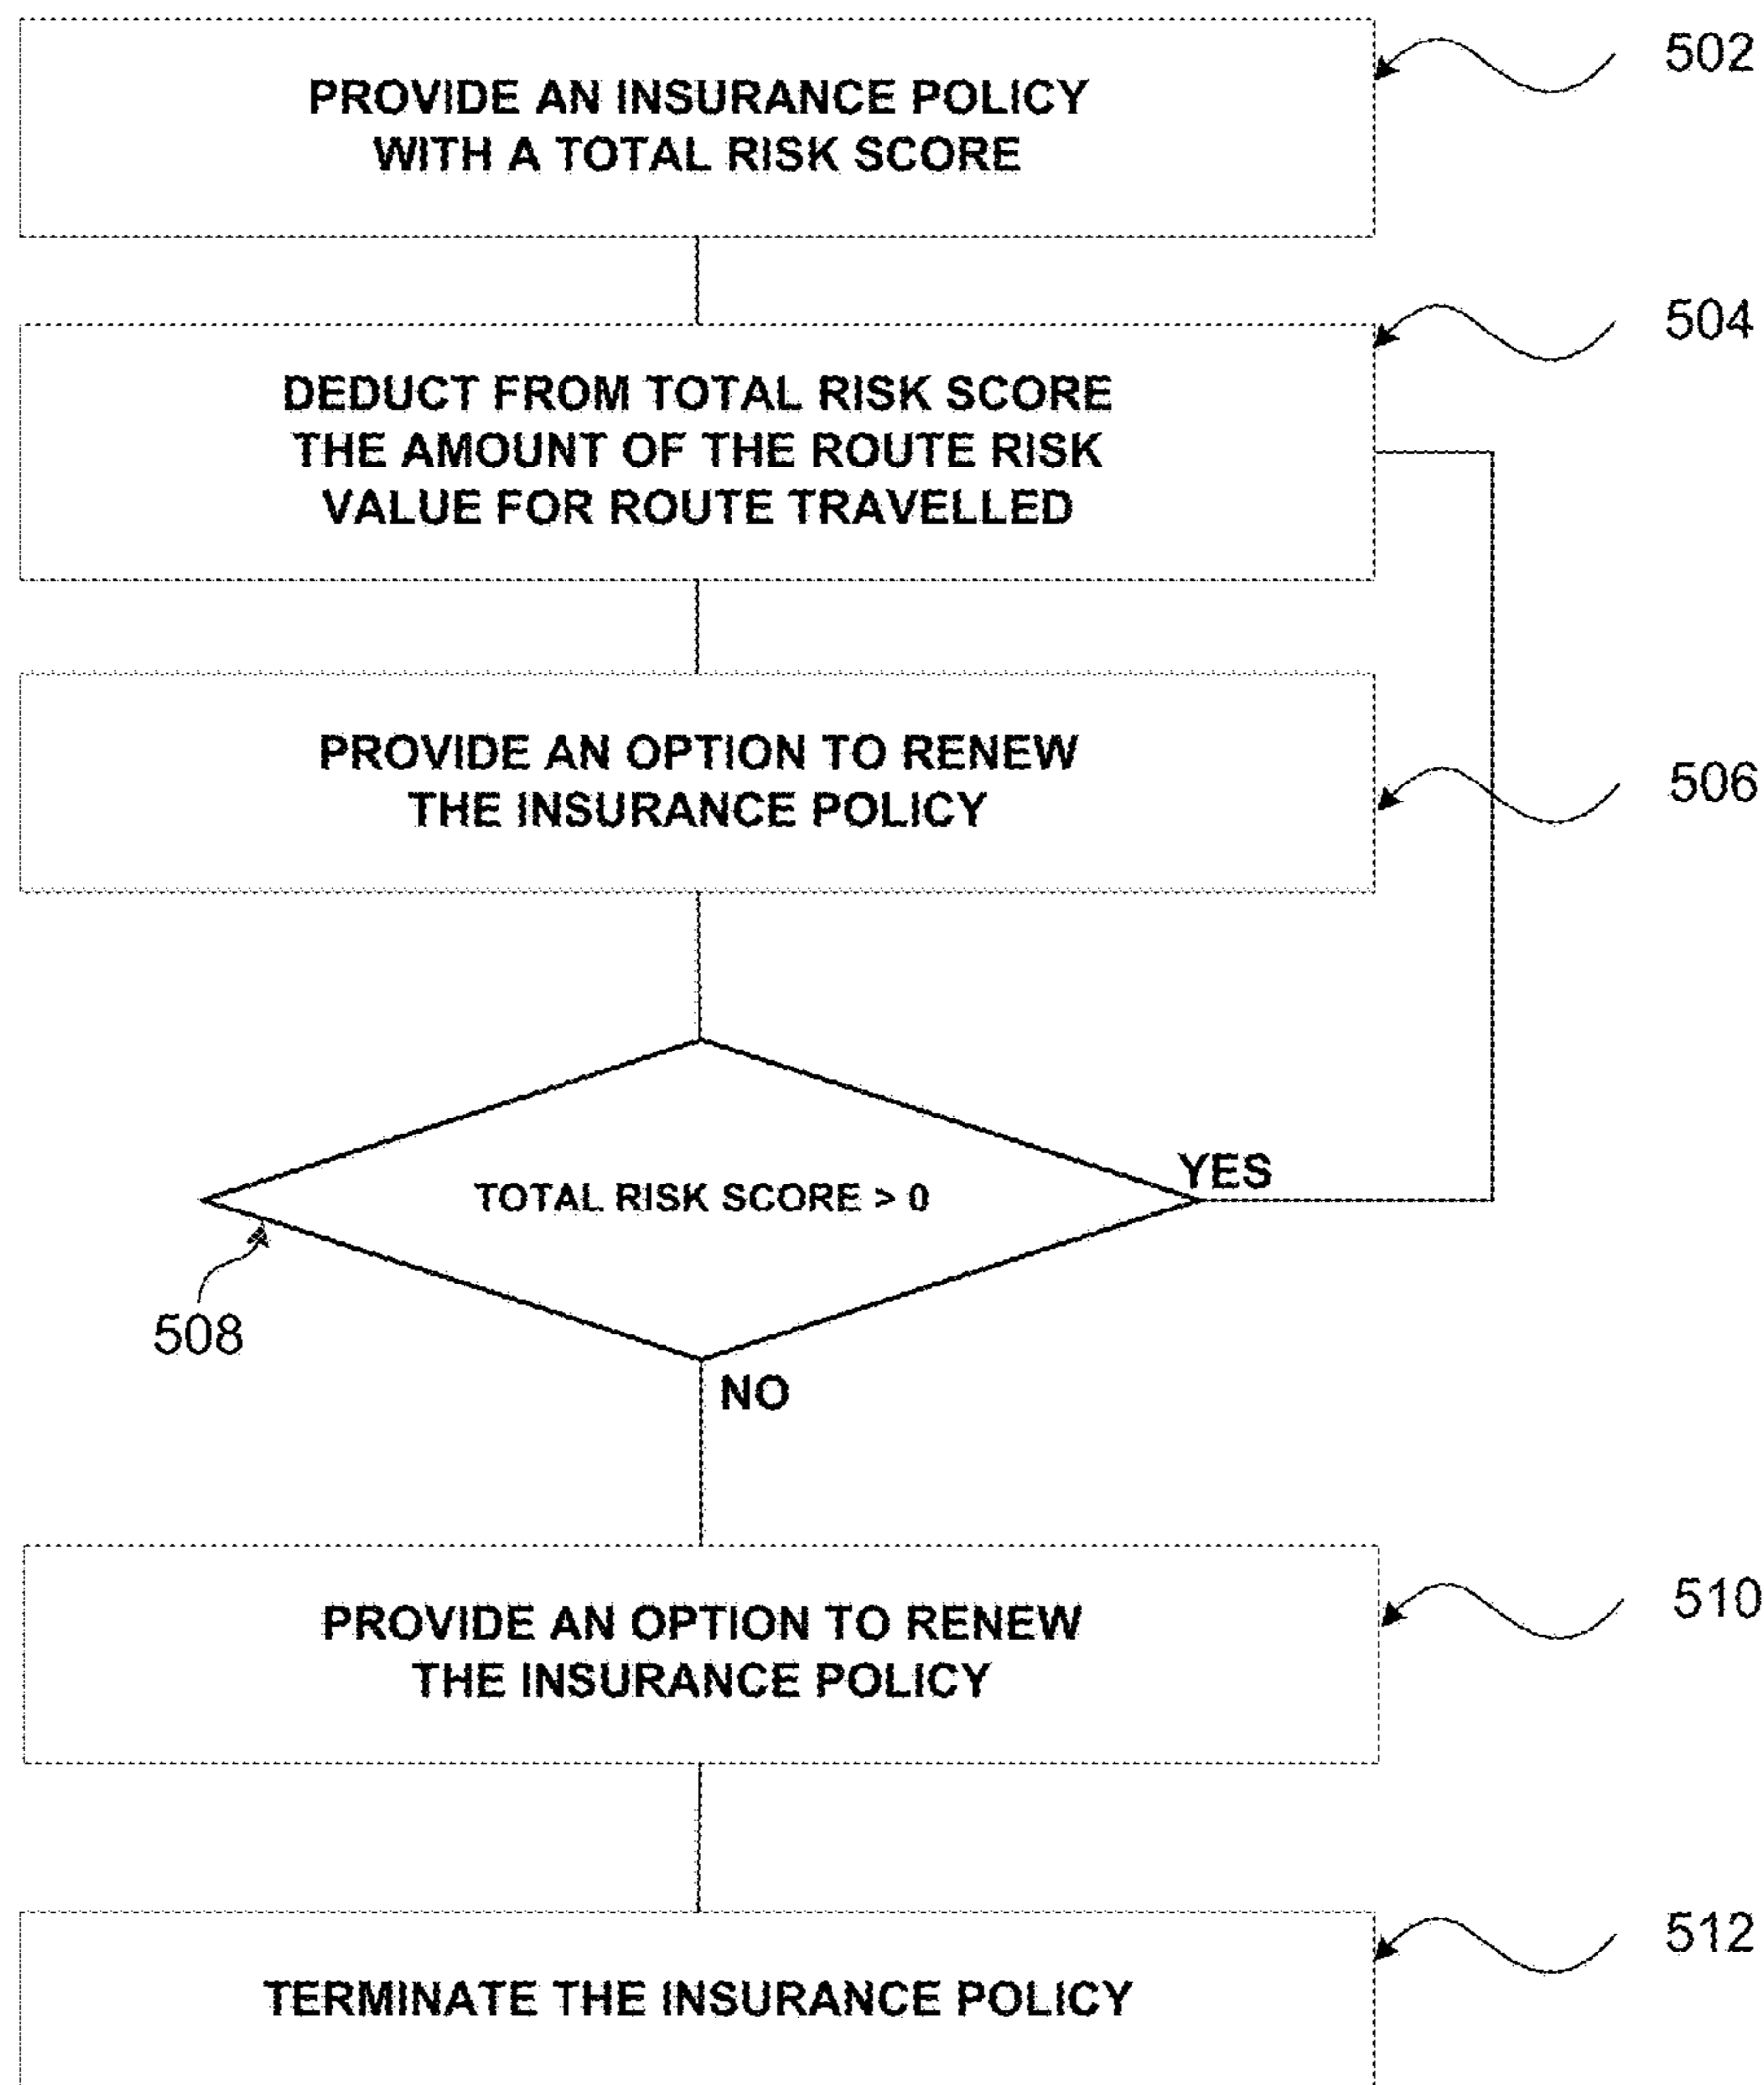 PROVIDE AN INSURANCE POLICY
WITH A TOTAL RISK SCORE
502
DEDUCT FROM TOTAL RISK SCORE
THE AMOUNT OF THE ROUTE RISK
VALUE FOR ROUTE TRAVELLED
504
PROVIDE AN OPTION TO RENEW
THE INSURANCE POLICY
506
TOTAL RISK SCORE > 0
YES
508
NO
PROVIDE AN OPTION TO RENEW
THE INSURANCE POLICY
510
TERMINATE THE INSURANCE POLICY
512